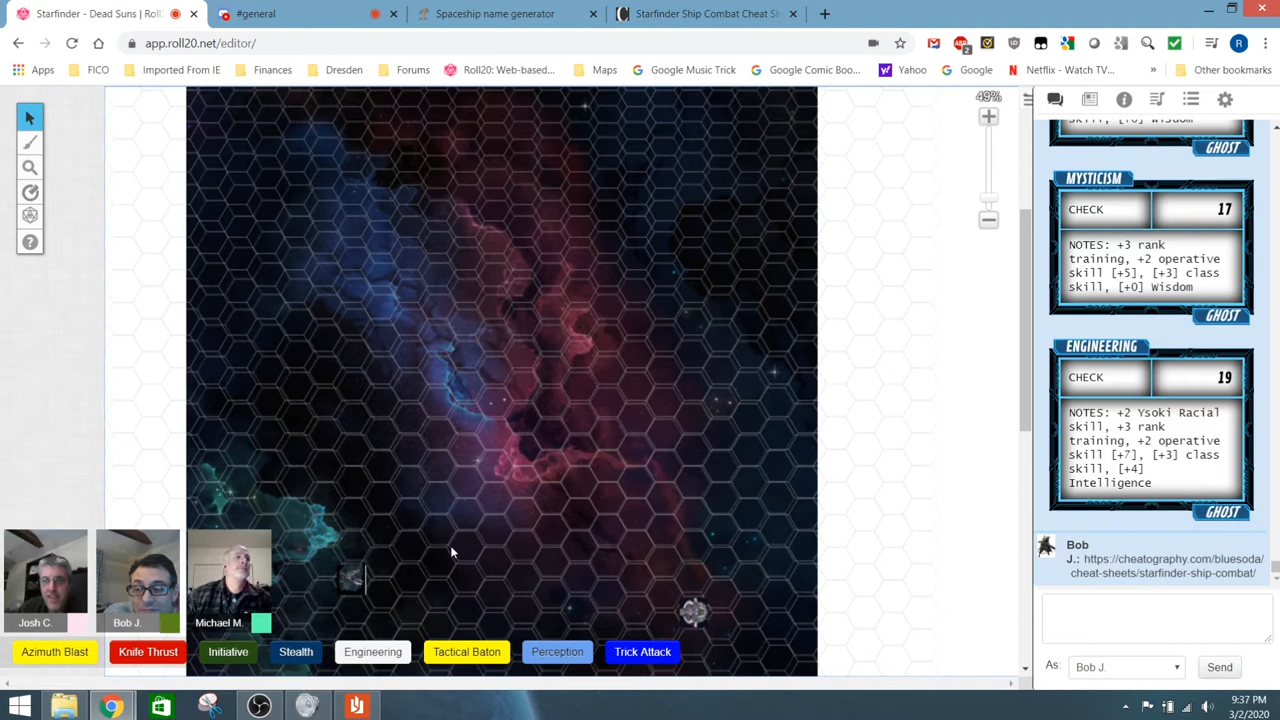 Starfinder - Dead Suns | Roll2
#general
Spaceship name generator
Starfinder Ship Combat Cheat Sh
app.roll20.net/editor/
Apps
FICO
Imported From IE
Finances
Dresden
Forums
Roll20: Web-based...
Maps
Google Music Trick
Google Comic Boo...
Yahoo
Google
Netflix - Watch TV...
»
Other bookmarks
49%
skill, [+0] Wisdom
GHOST
MYSTICISM
CHECK
17
NOTES: +3 rank
training, +2 operative
skill [+5], [+3] class
skill, [+0] Wisdom
GHOST
ENGINEERING
CHECK
19
NOTES: +2 Ysoki Racial
skill, +3 rank
training, +2 operative
skill [+7], [+3] class
skill, [+4]
Intelligence
GHOST
Bob
J.: https://cheatography.com/bluesoda/
cheat-sheets/starfinder-ship-combat/
Josh C.
Bob J.
Michael M.
Azimuth Blast
Knife Thrust
Initiative
Stealth
Engineering
Tactical Baton
Perception
Trick Attack
As:
Bob J.
Send
9:37 PM
3/2/2020